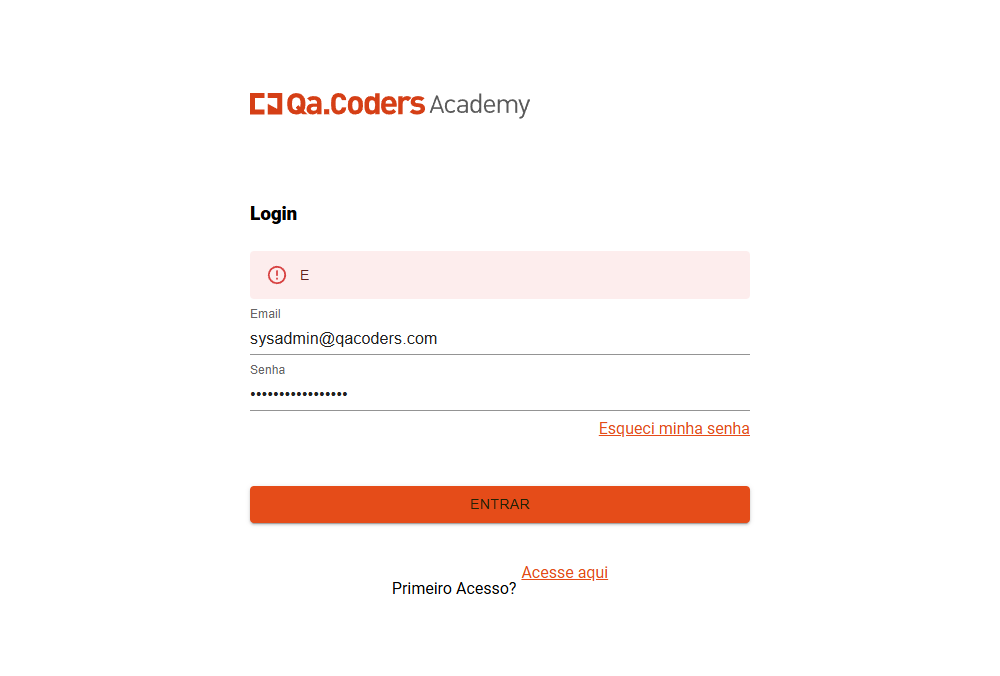 Qa.Coders Academy
Login
E
Email
sysadmin@qacoders.com
Senha
•••••••••••••••••
Esqueci minha senha
ENTRAR
Primeiro Acesso? Acesse aqui